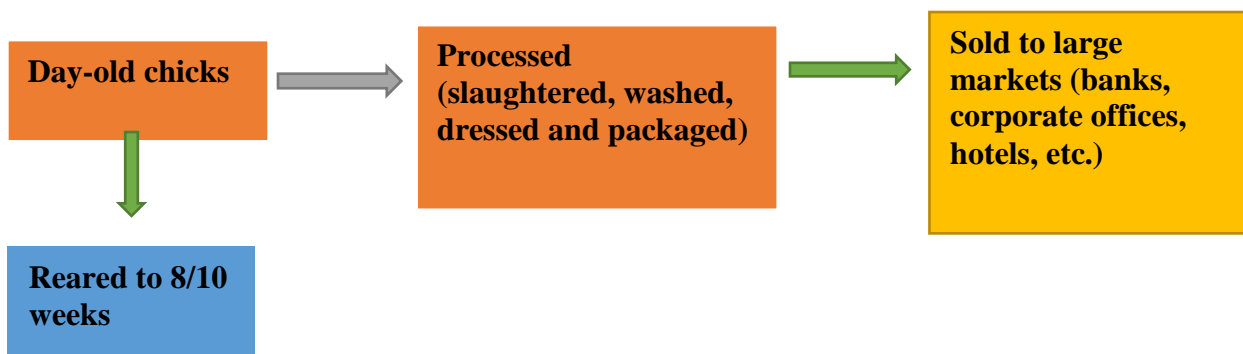 Day-old chicks
Processed
(slaughtered, washed,
dressed and packaged)
Sold to large
markets (banks,
corporate offices,
hotels, etc.)
Reared to 8/10
weeks